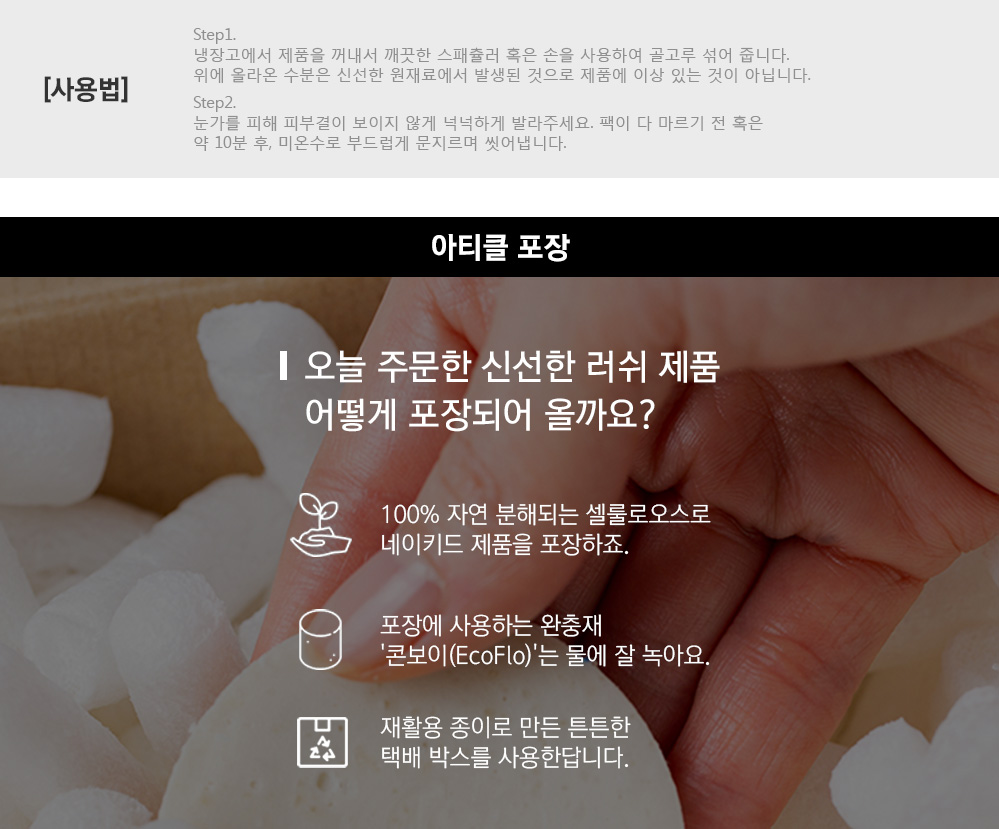 [사용법]
Step1.
냉장고에서 제품을 꺼내서 깨끗한 스패츌러 혹은 손을 사용하여 골고루 섞어 줍니다.
위에 올라온 수분은 신선한 원재료에서 발생된 것으로 제품에 이상 있는 것이 아닙니다.
Step2.
눈가를 피해 피부결이 보이지 않게 넉넉하게 발라주세요. 팩이 다 마르기 전 혹은
약 10분 후, 미온수로 부드럽게 문지르며 씻어냅니다.
아티클 포장
오늘 주문한 신선한 러쉬 제품
어떻게 포장되어 올까요?
100% 자연 분해되는 셀룰로오스로
네이키드 제품을 포장하죠.
포장에 사용하는 완충재
'콘보이(EcoFlo)'는 물에 잘 녹아요.
재활용 종이로 만든 튼튼한
택배 박스를 사용한답니다.